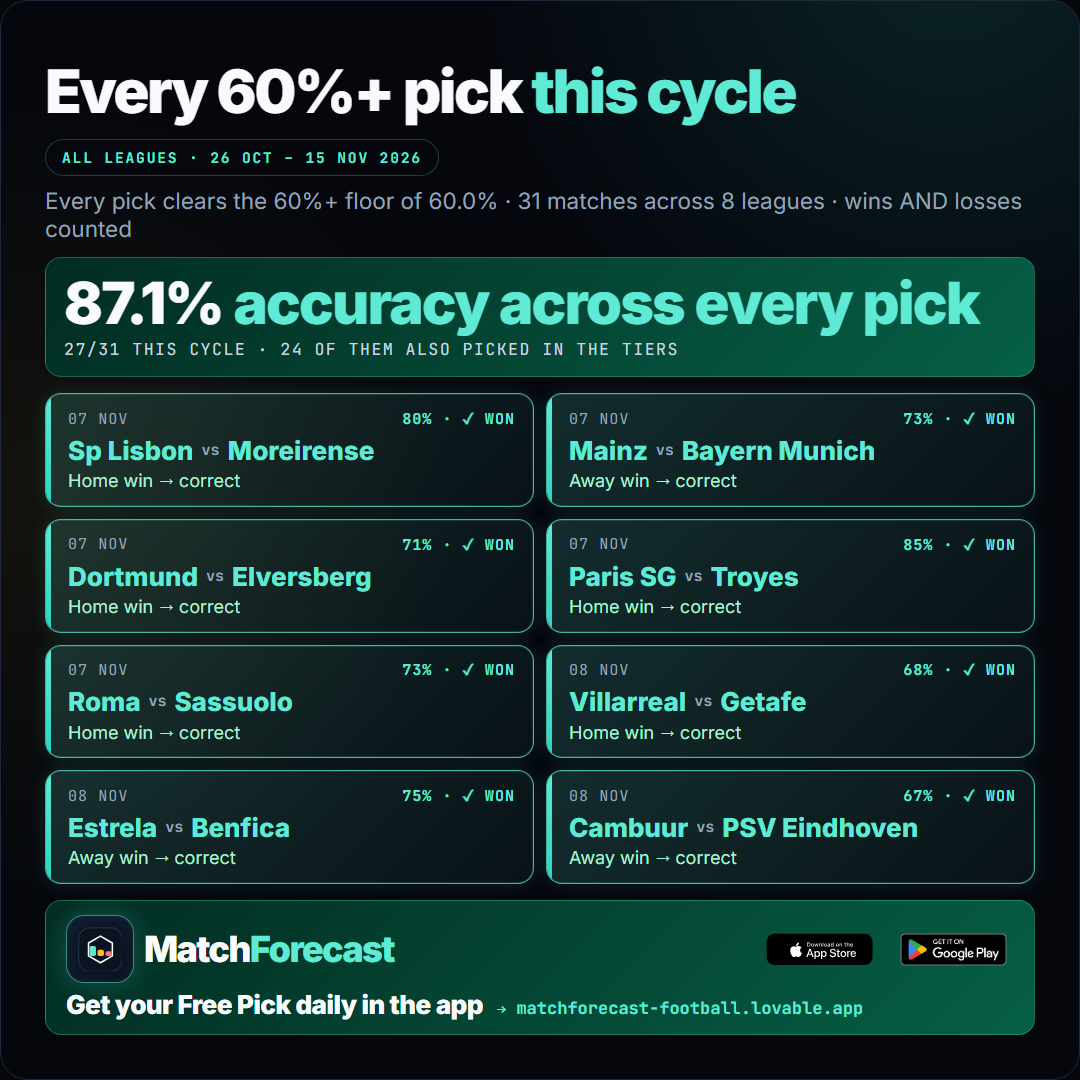 Every 60%+ pick this cycle
ALL LEAGUES · 26 OCT – 15 NOV 2026
Every pick clears the 60%+ floor of 60.0% · 31 matches across 8 leagues · wins AND losses
counted
87.1% accuracy across every pick
27/31 THIS CYCLE · 24 OF THEM ALSO PICKED IN THE TIERS
07 NOV 80% · ✓ WON
Sp Lisbon vs Moreirense
Home win → correct
07 NOV 73% · ✓ WON
Mainz vs Bayern Munich
Away win → correct
07 NOV 71% · ✓ WON
Dortmund vs Elversberg
Home win → correct
07 NOV 85% · ✓ WON
Paris SG vs Troyes
Home win → correct
07 NOV 73% · ✓ WON
Roma vs Sassuolo
Home win → correct
08 NOV 68% · ✓ WON
Villarreal vs Getafe
Home win → correct
08 NOV 75% · ✓ WON
Estrela vs Benfica
Away win → correct
08 NOV 67% · ✓ WON
Cambuur vs PSV Eindhoven
Away win → correct
MatchForecast
Download on the
App Store
GET IT ON
Google Play
Get your Free Pick daily in the app → matchforecast-football.lovable.app